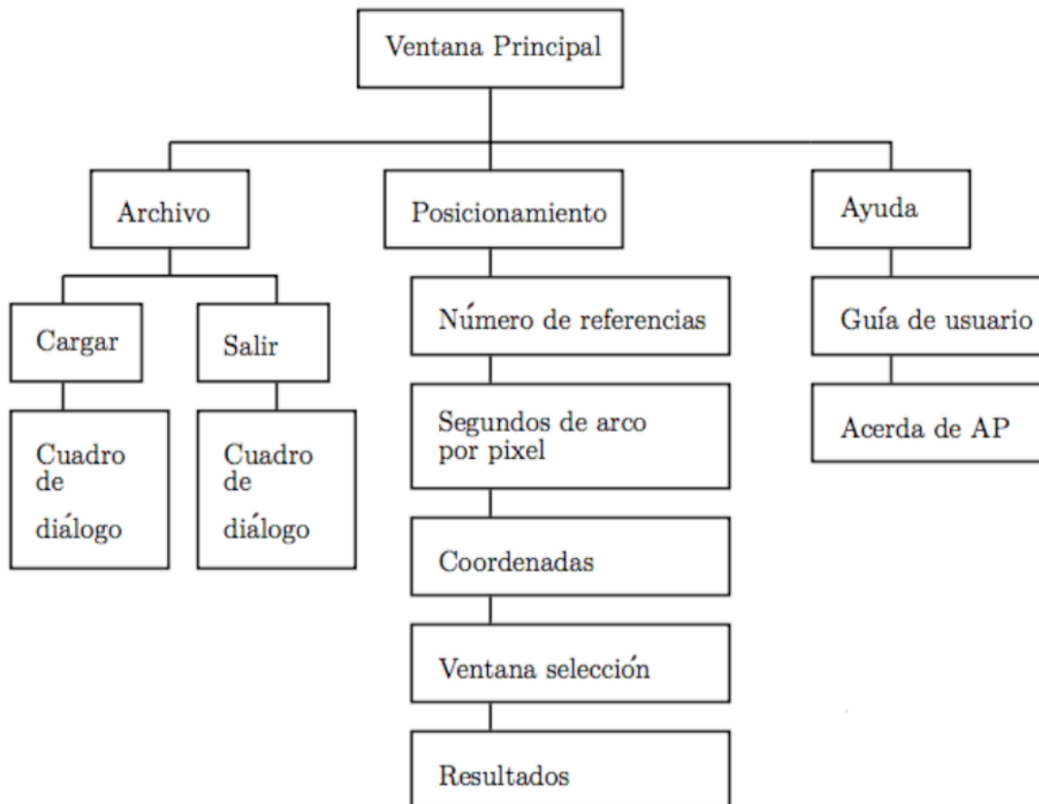 Ventana Principal
Archivo
Posicionamiento
Ayuda
Cargar
Salir
Número de referencias
Guía de usuario
Cuadro
de
diálogo
Cuadro
de
diálogo
Segundos de arco
por pixel
Acerda de AP
Coordenadas
Ventana selección
Resultados